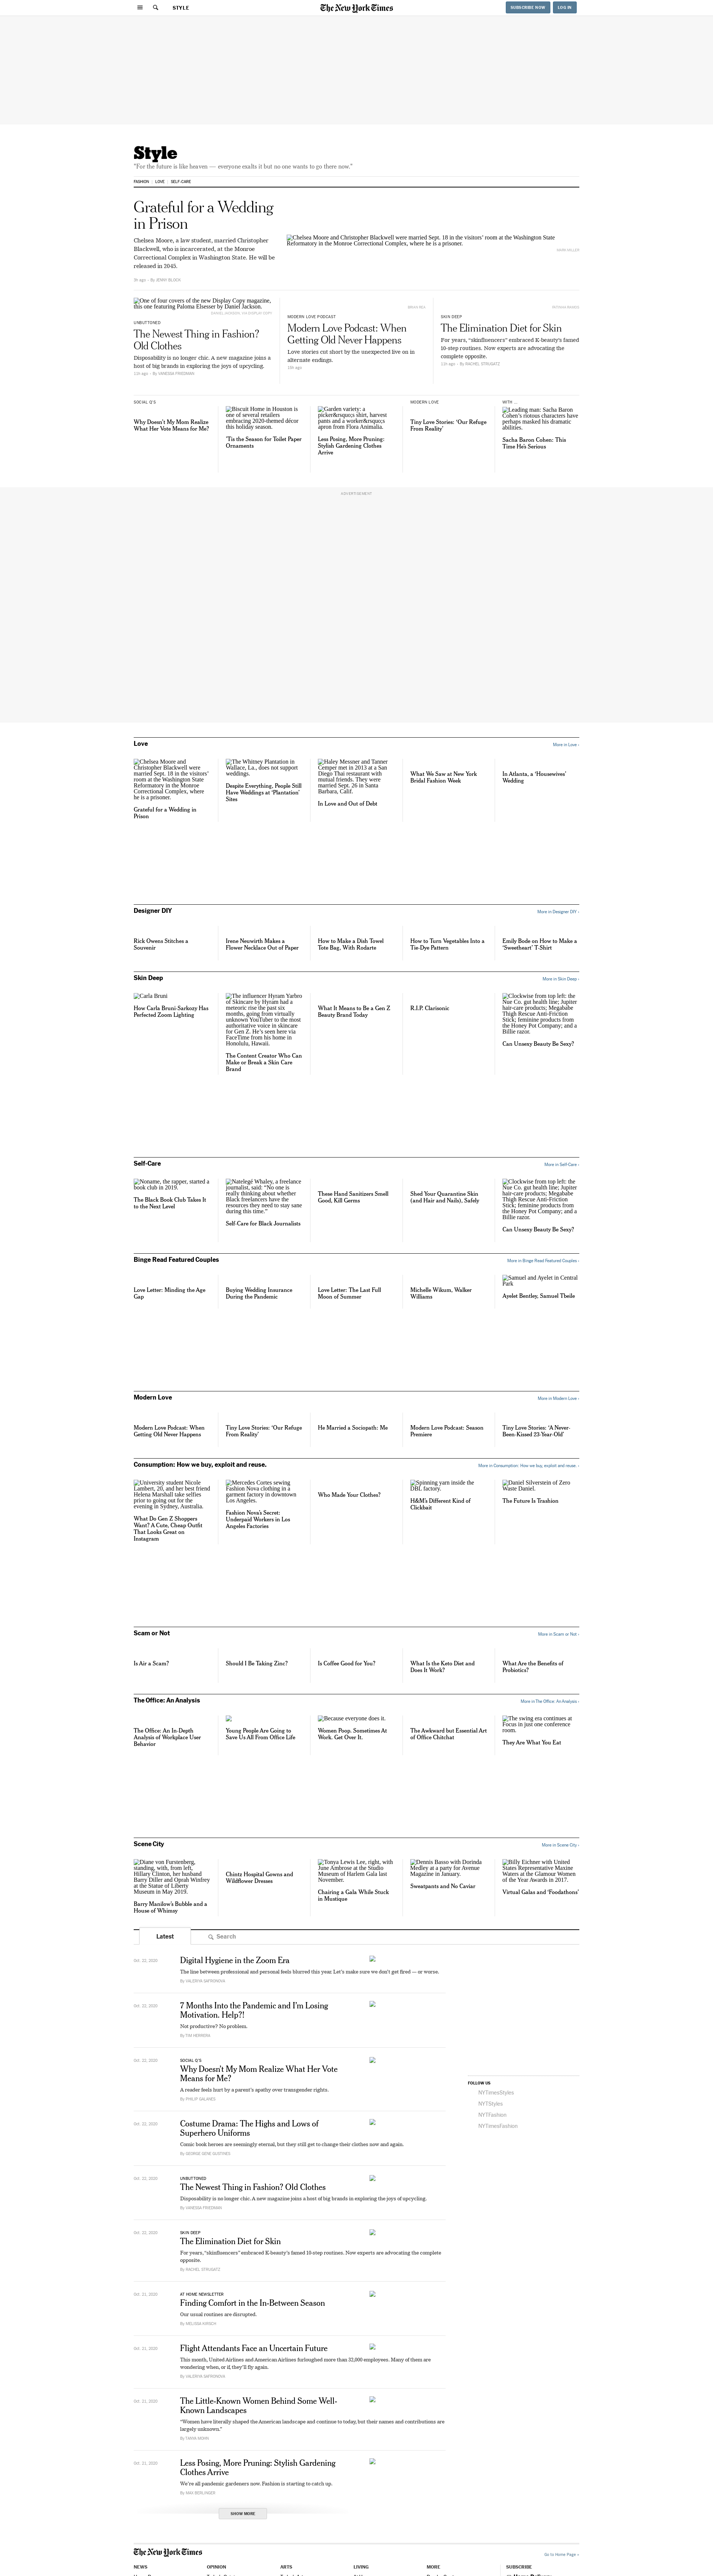 STYLE
The New York Times
SUBSCRIBE NOW
LOG IN
Style
"For the future is like heaven — everyone exalts it but no one wants to go there now."
FASHION
LOVE
SELF-CARE
Grateful for a Wedding
in Prison
Chelsea Moore, a law student, married Christopher
Blackwell, who is incarcerated, at the Monroe
Correctional Complex in Washington State. He will be
released in 2045.
Chelsea Moore and Christopher Blackwell were married Sept. 18 in the visitors' room at the Washington State
Reformatory in the Monroe Correctional Complex, where he is a prisoner.
One of four covers of the new Display Copy magazine,
this one featuring Paloma Elsesser by Daniel Jackson.
UNBUTTONED
The Newest Thing in Fashion?
Old Clothes
Disposability is no longer chic. A new magazine joins a
host of big brands in exploring the joys of upcycling.
11h ago · By VANESSA FRIEDMAN
MODERN LOVE PODCAST
Modern Love Podcast: When
Getting Old Never Happens
Love stories cut short by the unexpected live on in
alternate endings.
SKIN DEEP
The Elimination Diet for Skin
For years, "skinfluencers" embraced K-beauty's famed
10-step routines. Now experts are advocating the
complete opposite.
11h ago · By RACHEL STRUGATZ
SOCIAL Q'S
Why Doesn't My Mom Realize
What Her Vote Means for Me?
Biscuit Home in Houston is
one of several retailers
embracing 2020-themed décor
this holiday season.
'Tis the Season for Toilet Paper
Ornaments
Garden variety: a
picker&rsquo;s shirt, harvest
pants and a worker&rsquo;s
apron from Flora Animalia.
Less Posing, More Pruning:
Stylish Gardening Clothes
Arrive
MODERN LOVE
Tiny Love Stories: 'Our Refuge
From Reality'
WITH ...
Leading man: Sacha Baron
Cohen's riotous characters have
perhaps masked his dramatic
abilities.
Sacha Baron Cohen: This
Time He's Serious
ADVERTISEMENT
Love
More in Love ›
Chelsea Moore and
Christopher Blackwell were
married Sept. 18 in the visitors'
room at the Washington State
Reformatory in the Monroe
Correctional Complex, where
he is a prisoner.
Grateful for a Wedding in
Prison
The Whitney Plantation in
Wallace, La., does not support
weddings.
Despite Everything, People Still
Have Weddings at 'Plantation'
Sites
Haley Messner and Tanner
Cemper met in 2013 at a San
Diego Thai restaurant with
mutual friends. They were
married Sept. 26 in Santa
Barbara, Calif.
In Love and Out of Debt
What We Saw at New York
Bridal Fashion Week
In Atlanta, a 'Housewives'
Wedding
Designer DIY
More in Designer DIY ›
Rick Owens Stitches a
Souvenir
Irene Neuwirth Makes a
Flower Necklace Out of Paper
How to Make a Dish Towel
Tote Bag, With Rodarte
How to Turn Vegetables Into a
Tie-Dye Pattern
Emily Bode on How to Make a
'Sweetheart' T-Shirt
Skin Deep
More in Skin Deep ›
Carla Bruni
How Carla Bruni-Sarkozy Has
Perfected Zoom Lighting
The influencer Hyram Yarbro
of Skincare by Hyram had a
meteoric rise the past six
months, going from virtually
unknown YouTuber to the most
authoritative voice in skincare
for Gen Z. He's seen here via
FaceTime from his home in
Honolulu, Hawaii.
The Content Creator Who Can
Make or Break a Skin Care
Brand
What It Means to Be a Gen Z
Beauty Brand Today
R.I.P. Clarisonic
Clockwise from top left: the
Nue Co. gut health line; Jupiter
hair-care products; Megababe
Thigh Rescue Anti-Friction
Stick; feminine products from
the Honey Pot Company; and a
Billie razor.
Can Unsexy Beauty Be Sexy?
Self-Care
More in Self-Care ›
Noname, the rapper, started a
book club in 2019.
The Black Book Club Takes It
to the Next Level
Natelegé Whaley, a freelance
journalist, said: "No one is
really thinking about whether
Black freelancers have the
resources they need to stay sane
during this time."
Self-Care for Black Journalists
These Hand Sanitizers Smell
Good, Kill Germs
Shed Your Quarantine Skin
(and Hair and Nails), Safely
Clockwise from top left: the
Nue Co. gut health line; Jupiter
hair-care products; Megababe
Thigh Rescue Anti-Friction
Stick; feminine products from
the Honey Pot Company; and a
Billie razor.
Can Unsexy Beauty Be Sexy?
Binge Read Featured Couples
More in Binge Read Featured Couples ›
Love Letter: Minding the Age
Gap
Buying Wedding Insurance
During the Pandemic
Love Letter: The Last Full
Moon of Summer
Michelle Wikum, Walker
Williams
Samuel and Ayelet in Central
Park
Ayelet Bentley, Samuel Tbeile
Modern Love
More in Modern Love ›
Modern Love Podcast: When
Getting Old Never Happens
Tiny Love Stories: 'Our Refuge
From Reality'
He Married a Sociopath: Me
Modern Love Podcast: Season
Premiere
Tiny Love Stories: 'A Never-
Been-Kissed 23-Year-Old'
Consumption: How we buy, exploit and reuse.
More in Consumption: How we buy, exploit and reuse. ›
University student Nicole
Lambert, 20, and her best friend
Helena Marshall take selfies
prior to going out for the
evening in Sydney, Australia.
What Do Gen Z Shoppers
Want? A Cute, Cheap Outfit
That Looks Great on
Instagram
Mercedes Cortes sewing
Fashion Nova clothing in a
garment factory in downtown
Los Angeles.
Fashion Nova's Secret:
Underpaid Workers in Los
Angeles Factories
Who Made Your Clothes?
Spinning yarn inside the
DBL factory.
H&M's Different Kind of
Clickbait
Daniel Silverstein of Zero
Waste Daniel.
The Future Is Trashion
Scam or Not
More in Scam or Not ›
Is Air a Scam?
Should I Be Taking Zinc?
Is Coffee Good for You?
What Is the Keto Diet and
Does It Work?
What Are the Benefits of
Probiotics?
The Office: An Analysis
More in The Office: An Analysis ›
The Office: An In-Depth
Analysis of Workplace User
Behavior
Young People Are Going to
Save Us All From Office Life
Because everyone does it.
Women Poop. Sometimes At
Work. Get Over It.
The Awkward but Essential Art
of Office Chitchat
The swing era continues at
Focus in just one conference
room.
They Are What You Eat
Scene City
More in Scene City ›
Diane von Furstenberg,
standing, with, from left,
Hillary Clinton, her husband
Barry Diller and Oprah Winfrey
at the Statue of Liberty
Museum in May 2019.
Barry Manilow's Bubble and a
House of Whimsy
Chintz Hospital Gowns and
Wildflower Dresses
Tonya Lewis Lee, right, with
June Ambrose at the Studio
Museum of Harlem Gala last
November.
Chairing a Gala While Stuck
in Mustique
Dennis Basso with Dorinda
Medley at a party for Avenue
Magazine in January.
Sweatpants and No Caviar
Billy Eichner with United
States Representative Maxine
Waters at the Glamour Women
of the Year Awards in 2017.
Virtual Galas and 'Foodathons'
Latest
Search
Digital Hygiene in the Zoom Era
The line between professional and personal feels blurred this year. Let's make sure we don't get fired — or worse.
By VALERIYA SAFRONOVA
Oct. 22, 2020
7 Months Into the Pandemic and I'm Losing
Motivation. Help?!
Not productive? No problem.
By TIM HERRERA
Oct. 22, 2020
SOCIAL Q'S
Why Doesn't My Mom Realize What Her Vote
Means for Me?
A reader feels hurt by a parent's apathy over transgender rights.
By PHILIP GALANES
Oct. 22, 2020
Costume Drama: The Highs and Lows of
Superhero Uniforms
Comic book heroes are seemingly eternal, but they still get to change their clothes now and again.
By GEORGE GENE GUSTINES
Oct. 22, 2020
UNBUTTONED
The Newest Thing in Fashion? Old Clothes
Disposability is no longer chic. A new magazine joins a host of big brands in exploring the joys of upcycling.
By VANESSA FRIEDMAN
SKIN DEEP
The Elimination Diet for Skin
For years, "skinfluencers" embraced K-beauty's famed 10-step routines. Now experts are advocating the complete
opposite.
By RACHEL STRUGATZ
Oct. 21, 2020
AT HOME NEWSLETTER
Finding Comfort in the In-Between Season
Our usual routines are disrupted.
By MELISSA KIRSCH
Oct. 21, 2020
Flight Attendants Face an Uncertain Future
This month, United Airlines and American Airlines furloughed more than 32,000 employees. Many of them are
wondering when, or if, they'll fly again.
By VALERIYA SAFRONOVA
Oct. 21, 2020
The Little-Known Women Behind Some Well-
Known Landscapes
"Women have literally shaped the American landscape and continue to today, but their names and contributions are
largely unknown."
By TANYA MOHN
Oct. 21, 2020
Less Posing, More Pruning: Stylish Gardening
Clothes Arrive
We're all pandemic gardeners now. Fashion is starting to catch up.
By MAX BERLINGER
SHOW MORE
FOLLOW US
NYTimesStyles
NYTStyles
NYTFashion
NYTimesFashion
The New York Times
Go to Home Page »
NEWS
OPINION
ARTS
LIVING
MORE
SUBSCRIBE